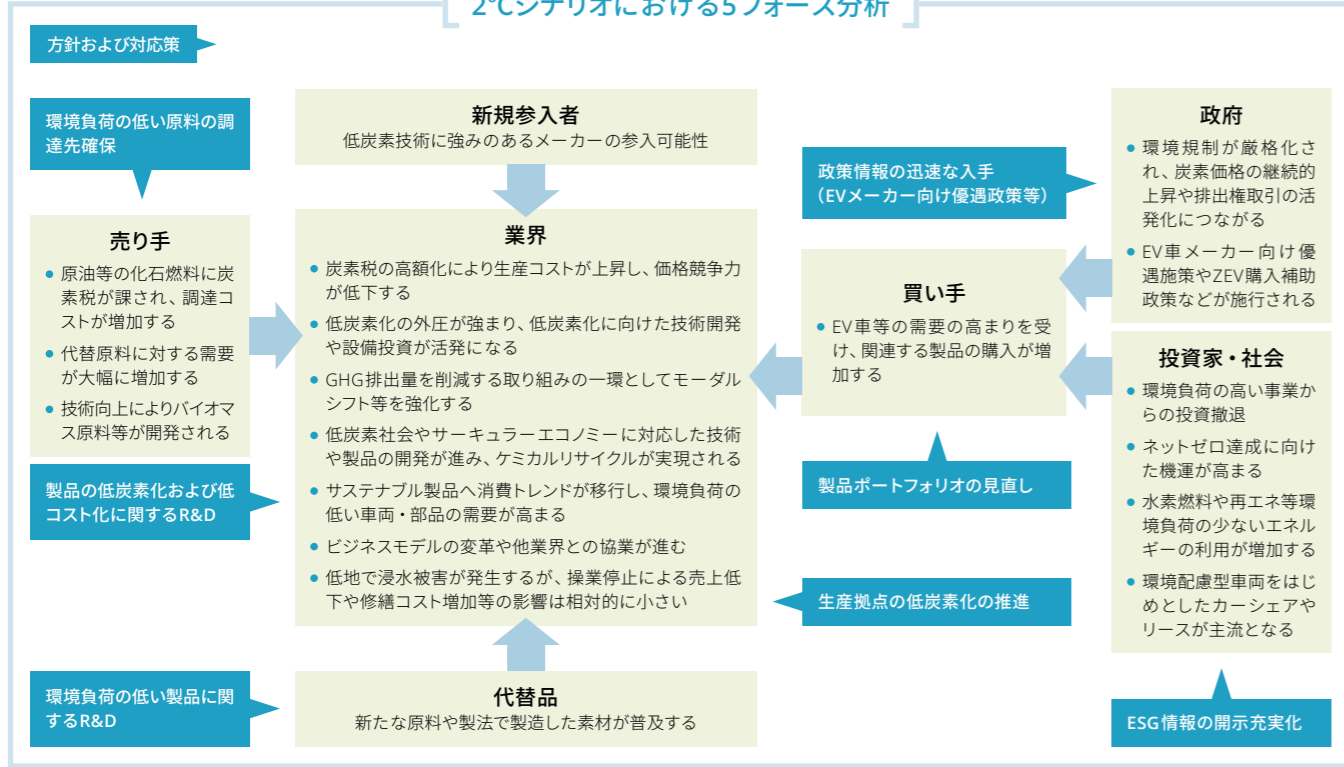 2℃シナリオにおける5フォース分析
方針および対応策
環境負荷の低い原料の調
達先確保
売り手
● 原油等の化石燃料に炭
素税が課され、調達コ
ストが増加する
● 代替原料に対する需要
が大幅に増加する
● 技術向上によりバイオマ
ス原料等が開発される
製品の低炭素化および低
コスト化に関するR&D
環境負荷の低い製品に関
するR&D
新規参入者
低炭素技術に強みのあるメーカーの参入可能性
業界
● 炭素税の高額化により生産コストが上昇し、価格競争力
が低下する
● 低炭素化の外圧が強まり、低炭素化に向けた技術開発
や設備投資が活発になる
● GHG排出量を削減する取り組みの一環としてモーダル
シフト等を強化する
● 低炭素社会やサーキュラーエコノミーに対応した技術
や製品の開発が進み、ケミカルリサイクルが実現される
● サステナブル製品へ消費トレンドが移行し、環境負荷の
低い車両・部品の需要が高まる
● ビジネスモデルの変革や他業界との協業が進む
● 低地で浸水被害が発生するが、操業停止による売上低
下や修繕コスト増加等の影響は相対的に小さい
代替品
新たな原料や製法で製造した素材が普及する
政策情報の迅速な入手
（EVメーカー向け優遇政策等）
買い手
● EV車等の需要の高まりを受
け、関連する製品の購入が増
加する
製品ポートフォリオの見直し
生産拠点の低炭素化の推進
政府
● 環境規制が厳格化さ
れ、炭素価格の継続的
上昇や排出権取引の活
発化につながる
● EV車メーカー向け優
遇施策やZEV購入補助
政策などが施行される
投資家・社会
● 環境負荷の高い事業か
らの投資撤退
● ネットゼロ達成に向け
た機運が高まる
● 水素燃料や再エネ等環
境負荷の少ないエネル
ギーの利用が増加する
● 環境配慮型車両をはじ
めとしたカーシェアや
リースが主流となる
ESG情報の開示充実化